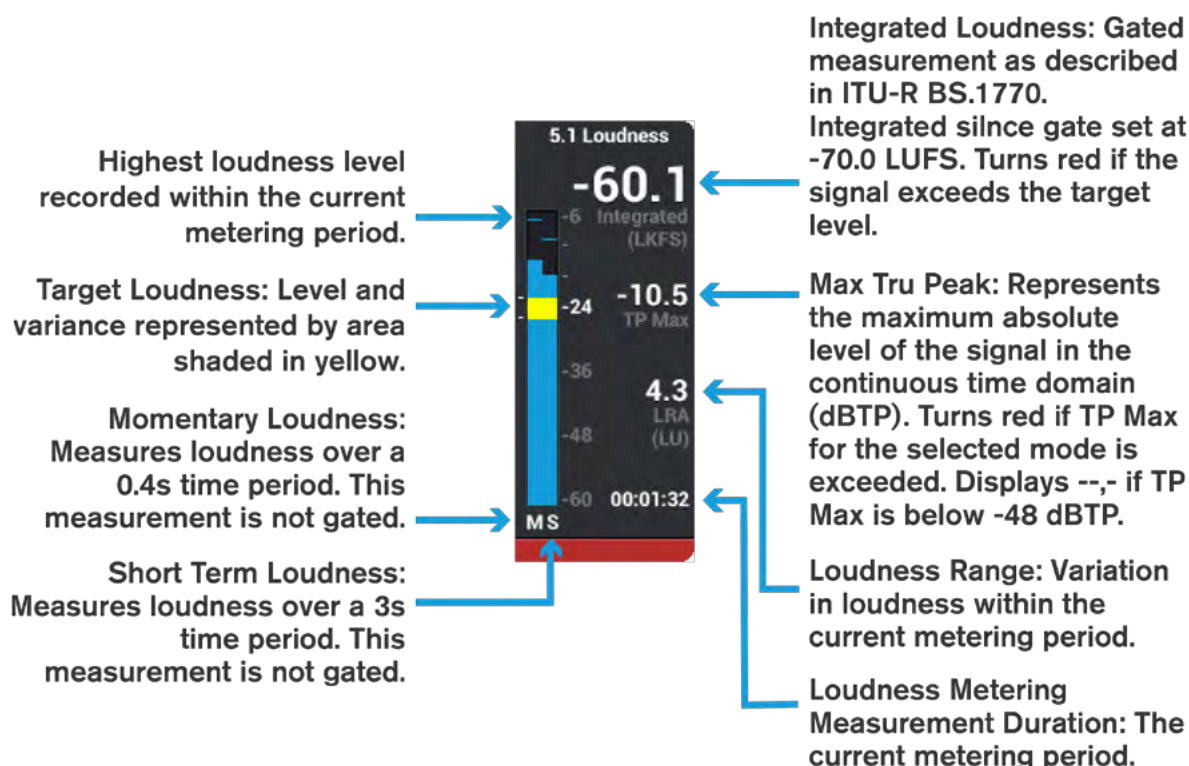 Highest loudness level
recorded within the current
metering period.
Target Loudness: Level and
variance represented by area
shaded in yellow.
Momentary Loudness:
Measures loudness over a
0.4s time period. This
measurement is not gated.
Short Term Loudness:
Measures loudness over a 3s
time period. This
measurement is not gated.
5.1 Loudness
-60.1
Integrated
(LKFS)
-6
-
-
-10.5
TP Max
-24
-
-
-36
4.3
LRA
(LU)
-48
-60
00:01:32
M S
Integrated Loudness: Gated
measurement as described
in ITU-R BS.1770.
Integrated silnce gate set at
-70.0 LUFS. Turns red if the
signal exceeds the target
level.
Max Tru Peak: Represents
the maximum absolute
level of the signal in the
continuous time domain
(dBTP). Turns red if TP Max
for the selected mode is
exceeded. Displays --,- if TP
Max is below -48 dBTP.
Loudness Range: Variation
in loudness within the
current metering period.
Loudness Metering
Measurement Duration: The
current metering period.